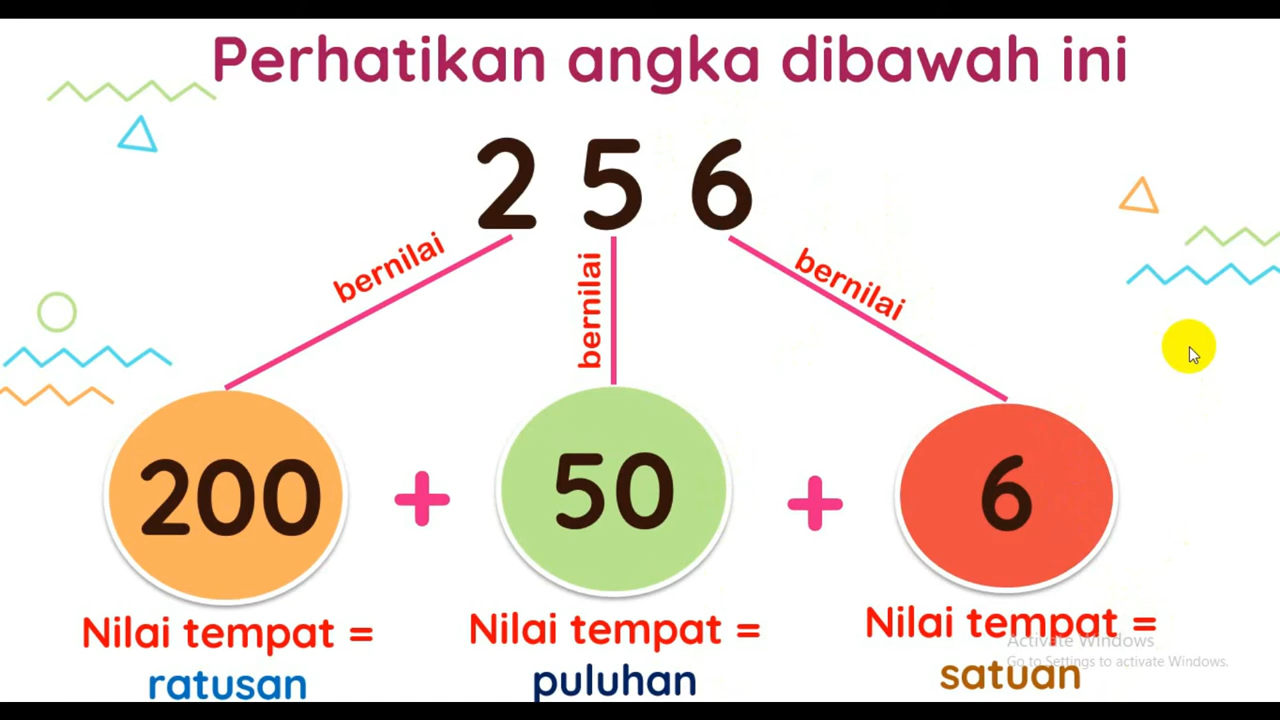 Perhatikan angka dibawah ini
2 5 6
bernilai
bernilai
bernilai
200 + 50 + 6
Nilai tempat = ratusan
Nilai tempat = puluhan
Nilai tempat = satuan
Activate Windows
Go to Settings to activate Windows.